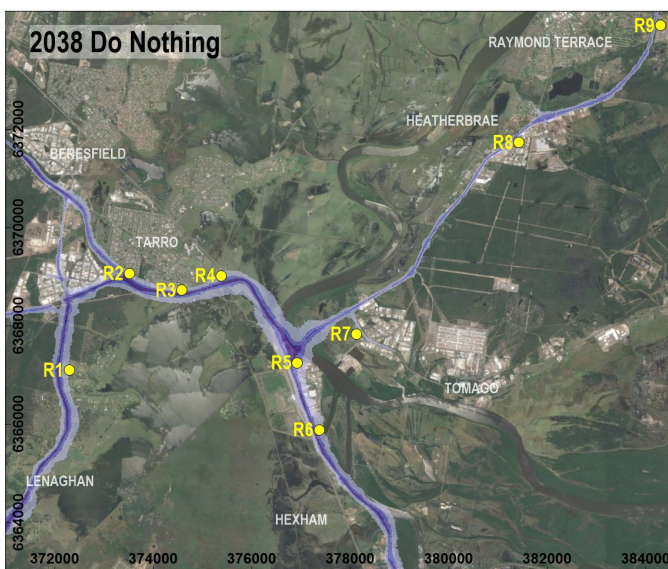 2038 Do Nothing
R9
RAYMOND TERRACE
HEATHERBRAE
R8
BERESFIELD
TARRO
R2
R3
R4
R7
R5
R1
TOMAGO
R6
LENAGHAN
HEXHAM
6372000
6370000
6368000
6366000
6364000
372000 374000 376000 378000 380000 382000 384000